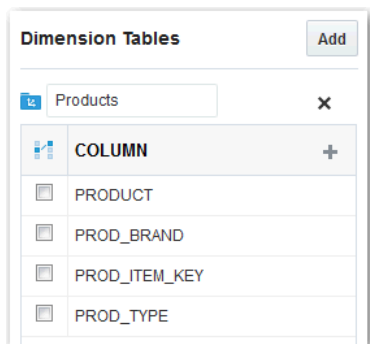 Dimension Tables Add
Products
COLUMN
PRODUCT
PROD_BRAND
PROD_ITEM_KEY
PROD_TYPE